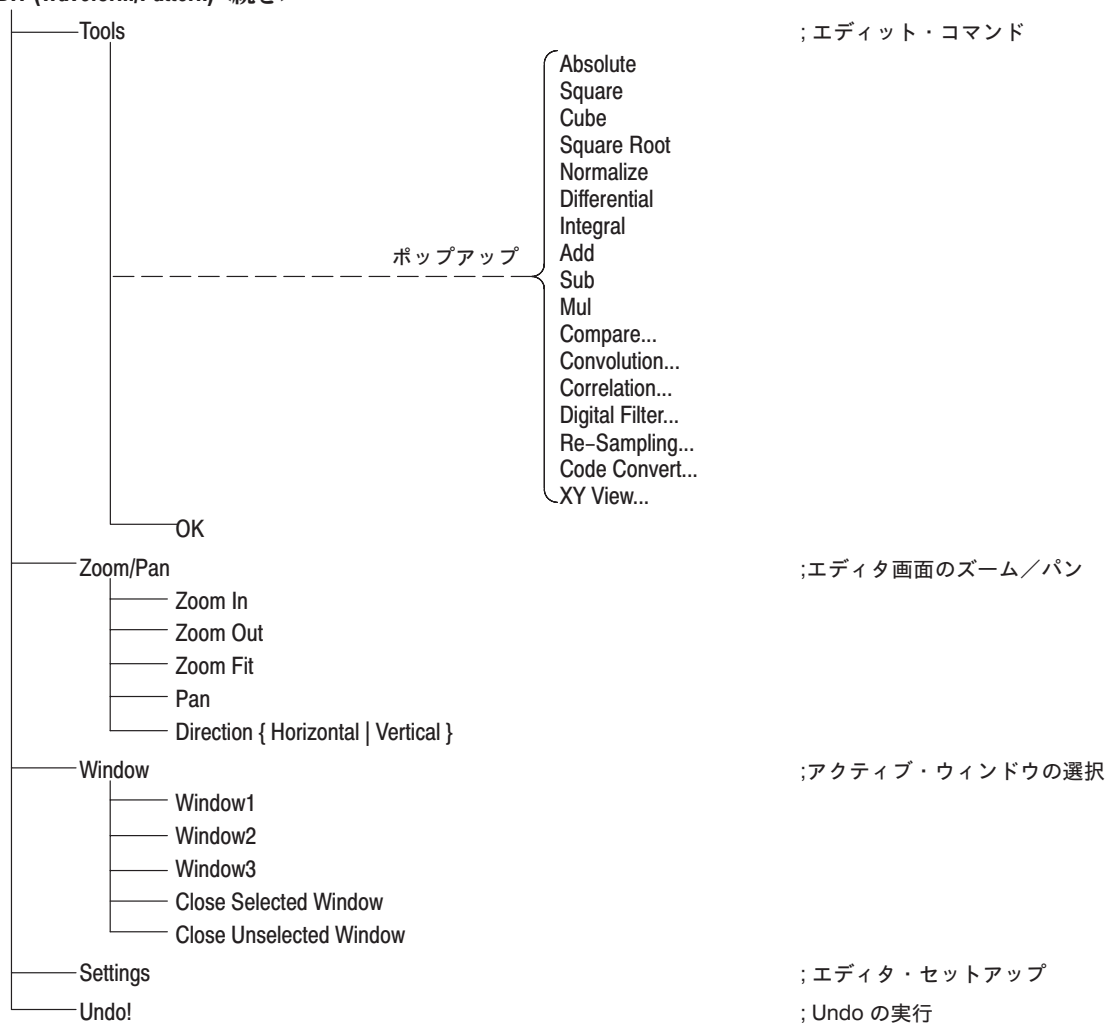 Tools ; エディット・コマンド
Absolute
Square
Cube
Square Root
Normalize
Differential
Integral
ポップアップ Add
Sub
Mul
Compare...
Convolution...
Correlation...
Digital Filter...
Re–Sampling...
Code Convert...
XY View...
OK
Zoom/Pan ;エディタ画面のズーム／パン
Zoom In
Zoom Out
Zoom Fit
Pan
Direction { Horizontal | Vertical }
Window ;アクティブ・ウィンドウの選択
Window1
Window2
Window3
Close Selected Window
Close Unselected Window
Settings ; エディタ・セットアップ
Undo! ; Undo の実行